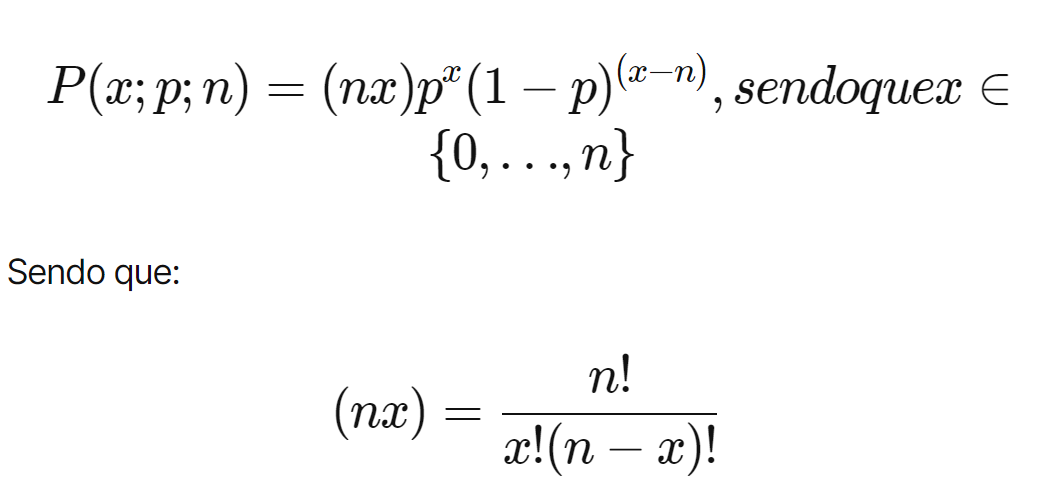 P(x; p; n) = (nx)p^x(1 − p)^(x−n), sendoquex ∈
{0, . . ., n}
Sendo que:
(nx) = n! / x!(n − x)!